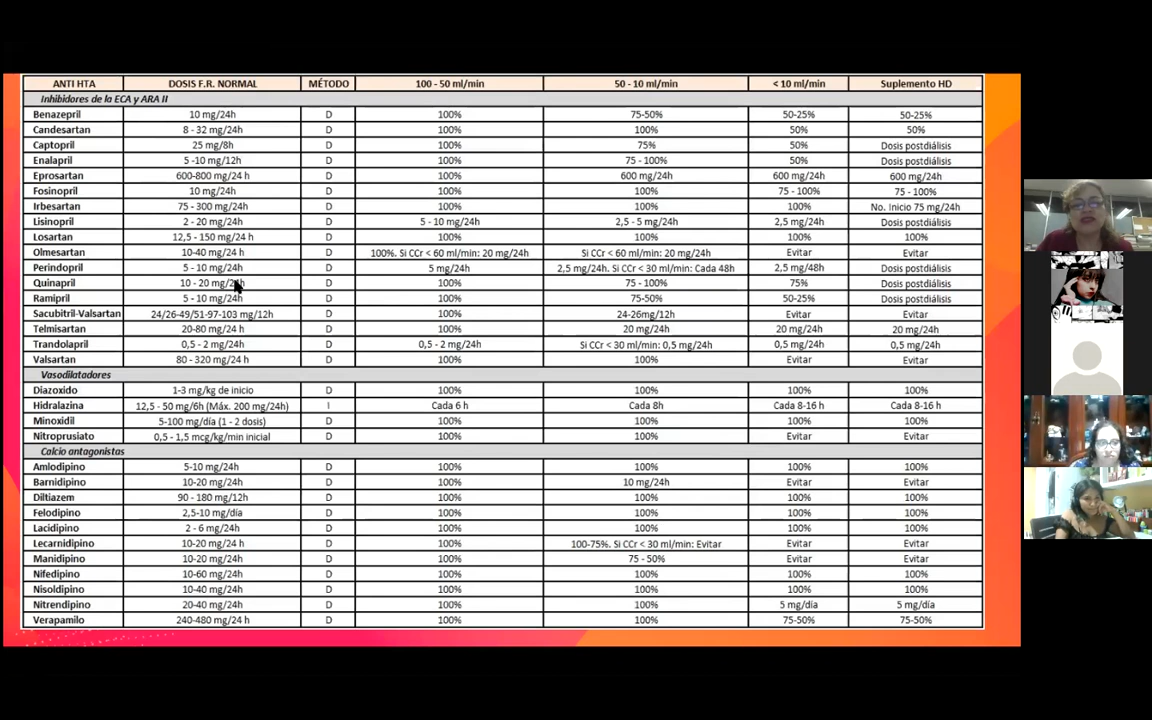 ANTI HTA DOSIS F.R. NORMAL MÉTODO 100 - 50 ml/min 50 - 10 ml/min < 10 ml/min Suplemento HD
Inhibidores de la ECA y ARA II
Benazepril 10 mg/24h D 100% 75-50% 50-25% 50-25%
Candesartan 8 - 32 mg/24h D 100% 100% 50% 50%
Captopril 25 mg/8h D 100% 75% 50% Dosis postdiálisis
Enalapril 5 -10 mg/12h D 100% 75 - 100% 50% Dosis postdiálisis
Eprosartan 600-800 mg/24 h D 100% 600 mg/24h 600 mg/24h 600 mg/24h
Fosinopril 10 mg/24h D 100% 100% 75 - 100% 75 - 100%
Irbesartan 75 - 300 mg/24h D 100% 100% 100% No. Inicio 75 mg/24h
Lisinopril 2 - 20 mg/24h D 5 - 10 mg/24h 2,5 - 5 mg/24h 2,5 mg/24h Dosis postdiálisis
Losartan 12,5 - 150 mg/24 h D 100% 100% 100% 100%
Olmesartan 10-40 mg/24 h D 100%. Si CCr < 60 ml/min: 20 mg/24h Si CCr < 60 ml/min: 20 mg/24h Evitar Evitar
Perindopril 5 - 10 mg/24h D 5 mg/24h 2,5 mg/24h. Si CCr < 30 ml/min: Cada 48h 2,5 mg/48h Dosis postdiálisis
Quinapril 10 - 20 mg/24h D 100% 75 - 100% 75% Dosis postdiálisis
Ramipril 5 - 10 mg/24h D 100% 75-50% 50-25% Dosis postdiálisis
Sacubitril-Valsartan 24/26-49/51-97-103 mg/12h D 100% 24-26mg/12h Evitar Evitar
Telmisartan 20-80 mg/24 h D 100% 20 mg/24h 20 mg/24h 20 mg/24h
Trandolapril 0,5 - 2 mg/24h D 0,5 - 2 mg/24h Si CCr < 30 ml/min: 0,5 mg/24h 0,5 mg/24h 0,5 mg/24h
Valsartan 80 - 320 mg/24 h D 100% 100% Evitar Evitar
Vasodilatadores
Diazoxido 1-3 mg/kg de inicio D 100% 100% 100% 100%
Hidralazina 12,5 - 50 mg/6h (Máx. 200 mg/24h) I Cada 6 h Cada 8h Cada 8-16 h Cada 8-16 h
Minoxidil 5-100 mg/día (1 - 2 dosis) D 100% 100% 100% 100%
Nitroprusiato 0,5 - 1,5 mcg/kg/min inicial D 100% 100% Evitar Evitar
Calcio antagonistas
Amlodipino 5-10 mg/24h D 100% 100% 100% 100%
Barnidipino 10-20 mg/24h D 100% 10 mg/24h Evitar Evitar
Diltiazem 90 - 180 mg/12h D 100% 100% 100% 100%
Felodipino 2,5-10 mg/día D 100% 100% 100% 100%
Lacidipino 2 - 6 mg/24h D 100% 100% 100% 100%
Lecarnidipino 10-20 mg/24 h D 100% 100-75%. Si CCr < 30 ml/min: Evitar Evitar Evitar
Manidipino 10-20 mg/24h D 100% 75 - 50% Evitar Evitar
Nifedipino 10-60 mg/24h D 100% 100% 100% 100%
Nisoldipino 10-40 mg/24h D 100% 100% 100% 100%
Nitrendipino 20-40 mg/24h D 100% 100% 5 mg/día 5 mg/día
Verapamilo 240-480 mg/24 h D 100% 100% 75-50% 75-50%